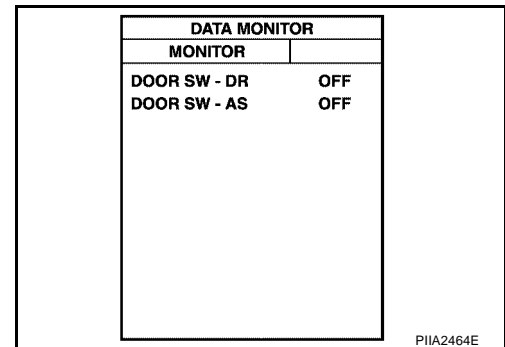 DATA MONITOR
MONITOR
DOOR SW - DR OFF
DOOR SW - AS OFF
PIIA2464E